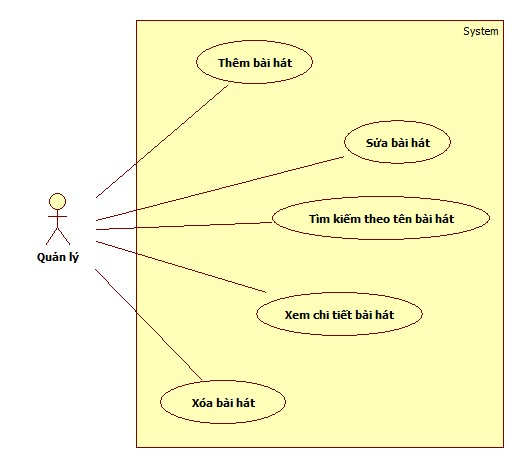 System
Thêm bài hát
Sửa bài hát
Tìm kiếm theo tên bài hát
Quản lý
Xem chi tiết bài hát
Xóa bài hát